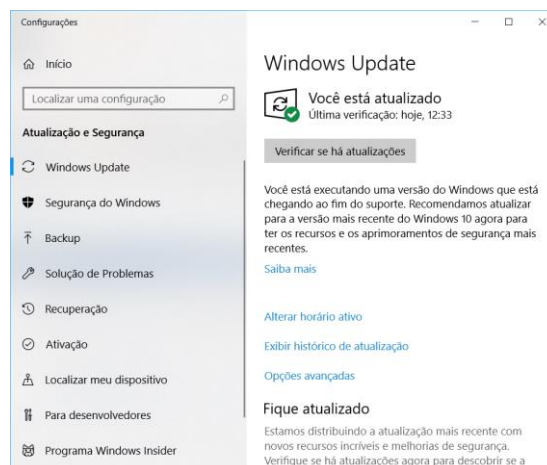 Configurações
Início
Localizar uma configuração
Atualização e Segurança
Windows Update
Segurança do Windows
Backup
Solução de Problemas
Recuperação
Ativação
Localizar meu dispositivo
Para desenvolvedores
Programa Windows Insider
Windows Update
Você está atualizado
Última verificação: hoje, 12:33
Verificar se há atualizações
Você está executando uma versão do Windows que está
chegando ao fim do suporte. Recomendamos atualizar
para a versão mais recente do Windows 10 agora para
ter os recursos e os aprimoramentos de segurança mais
recentes.
Saiba mais
Alterar horário ativo
Exibir histórico de atualização
Opções avançadas
Fique atualizado
Estamos distribuindo a atualização mais recente com
novos recursos incríveis e melhorias de segurança.
Verifique se há atualizações agora para descobrir se a